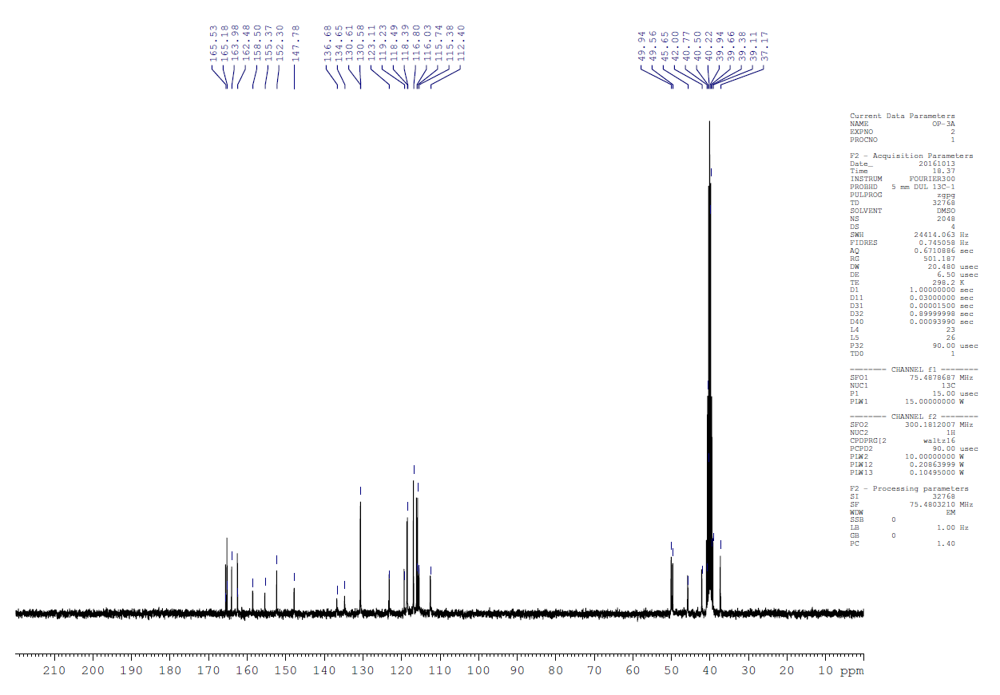 165.53
165.18
163.98
162.48
158.50
155.37
152.30
147.78
136.68
134.65
130.61
130.58
123.11
119.23
118.49
118.39
116.80
116.03
115.74
115.38
112.40
49.94
49.56
45.65
42.00
40.77
40.50
40.22
39.94
39.66
39.38
39.11
37.17
Current Data Parameters
NAME OP-3A
EXPNO 2
PROCNO 1
F2 - Acquisition Parameters
Date_ 20161013
Time 18.37
INSTRUM FOURIER300
PROBHD 5 mm DUL 13C-1
PULPROG zgpg
TD 32768
SOLVENT DMSO
NS 2048
DS 4
SWH 24414.063 Hz
FIDRES 0.745058 Hz
AQ 0.6710886 sec
RG 501.187
DW 20.480 usec
DE 6.50 usec
TE 298.2 K
D1 1.00000000 sec
D11 0.03000000 sec
D31 0.00001500 sec
D32 0.89999998 sec
D40 0.00093990 sec
L4 23
L5 26
P32 90.00 usec
TD0 1
======== CHANNEL f1 ========
SFO1 75.4878687 MHz
NUC1 13C
P1 15.00 usec
PLW1 15.00000000 W
======== CHANNEL f2 ========
SFO2 300.1812007 MHz
NUC2 1H
CPDPRG[2 waltz16
PCPD2 90.00 usec
PLW2 10.00000000 W
PLW12 0.20863999 W
PLW13 0.10495000 W
F2 - Processing parameters
SI 32768
SF 75.4803210 MHz
WDW EM
SSB 0
LB 1.00 Hz
GB 0
PC 1.40
210 200 190 180 170 160 150 140 130 120 110 100 90 80 70 60 50 40 30 20 10 ppm